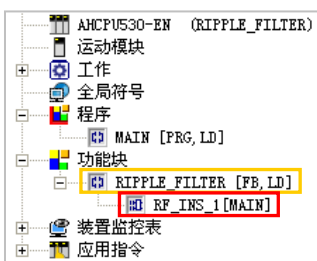 AHCPU530-EN (RIPPLE_FILTER)
运动模块
工作
全局符号
程序
MAIN [PRG,LD]
功能块
RIPPLE_FILTER [FB,LD]
RF_INS_1[MAIN]
装置监控表
应用指令